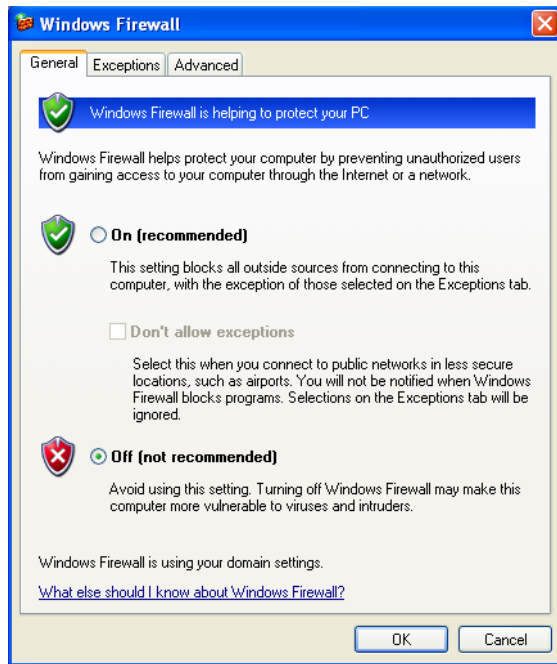 Windows Firewall
General Exceptions Advanced
Windows Firewall is helping to protect your PC
Windows Firewall helps protect your computer by preventing unauthorized users
from gaining access to your computer through the Internet or a network.
On (recommended)
This setting blocks all outside sources from connecting to this
computer, with the exception of those selected on the Exceptions tab.
Don't allow exceptions
Select this when you connect to public networks in less secure
locations, such as airports. You will not be notified when Windows
Firewall blocks programs. Selections on the Exceptions tab will be
ignored.
Off (not recommended)
Avoid using this setting. Turning off Windows Firewall may make this
computer more vulnerable to viruses and intruders.
Windows Firewall is using your domain settings.
What else should I know about Windows Firewall?
OK Cancel